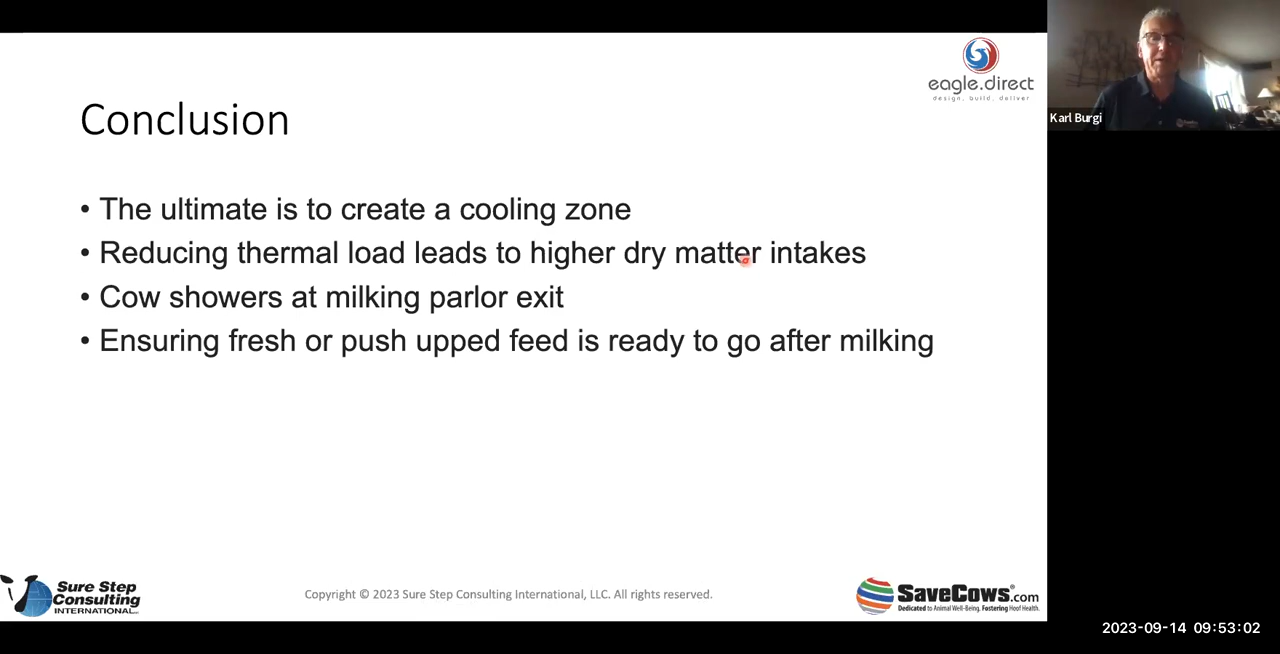 eagle.direct
design. build. deliver
Karl Burgi
Conclusion
• The ultimate is to create a cooling zone
• Reducing thermal load leads to higher dry matter intakes
• Cow showers at milking parlor exit
• Ensuring fresh or push upped feed is ready to go after milking
Sure Step
Consulting
INTERNATIONAL
Copyright © 2023 Sure Step Consulting International, LLC. All rights reserved.
SaveCows®.com
Dedicated to Animal Well-Being. Fostering Hoof Health.
2023-09-14 09:53:02